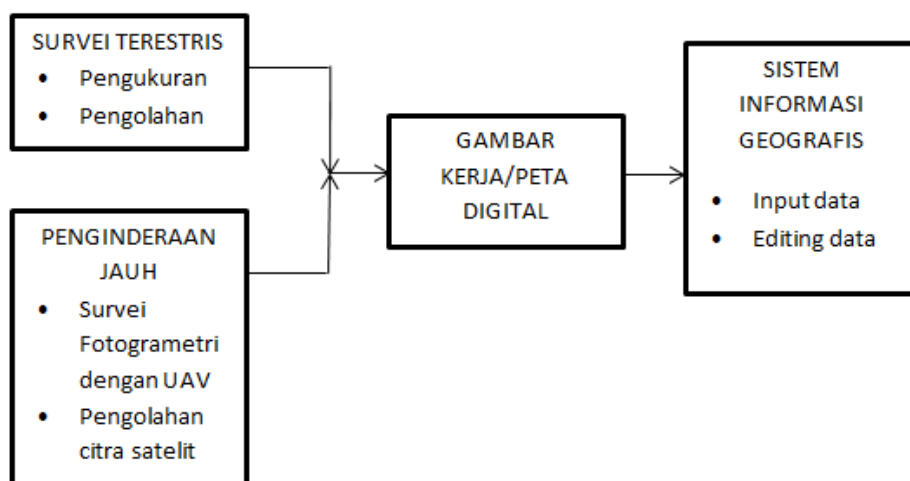 SURVEI TERESTRIS
• Pengukuran
• Pengolahan
PENGINDERAAN
JAUH
• Survei
Fotogrametri
dengan UAV
• Pengolahan
citra satelit
GAMBAR
KERJA/PETA
DIGITAL
SISTEM
INFORMASI
GEOGRAFIS
• Input data
• Editing data